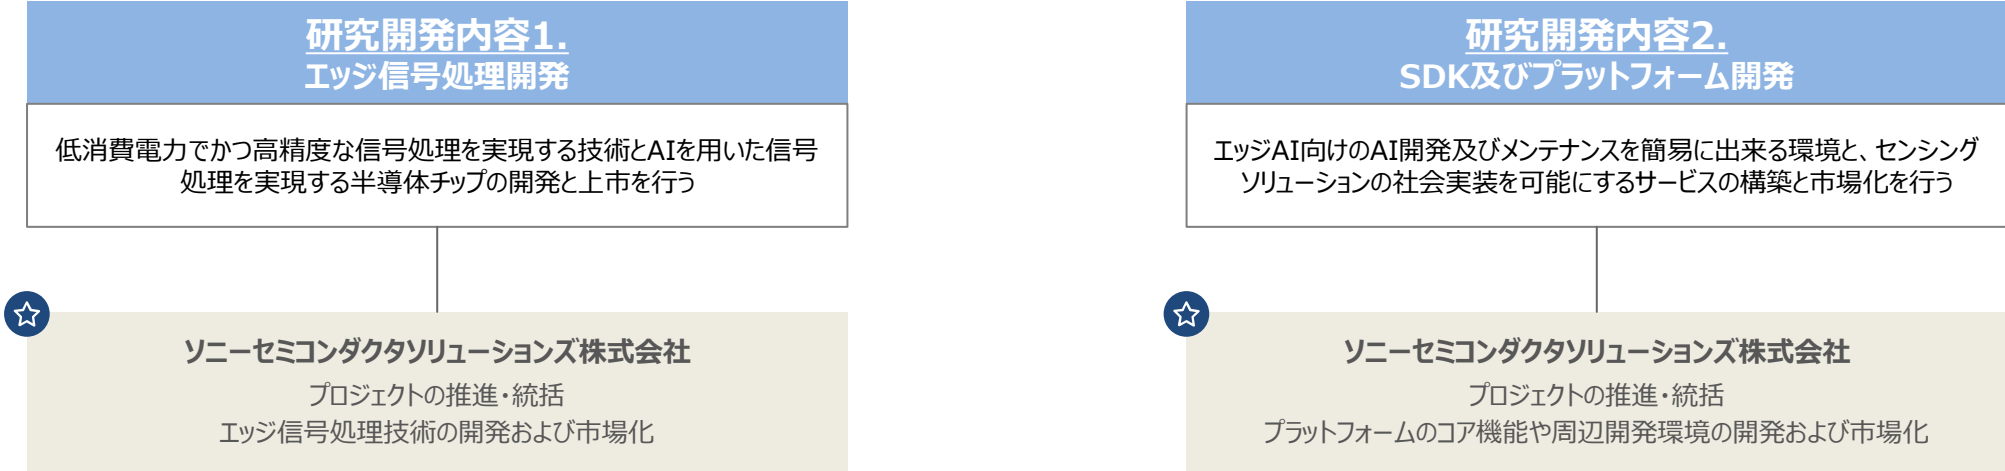 研究開発内容1.
エッジ信号処理開発
低消費電力でかつ高精度な信号処理を実現する技術とAIを用いた信号
処理を実現する半導体チップの開発と上市を行う
ソニーセミコンダクタソリューションズ株式会社
プロジェクトの推進・統括
エッジ信号処理技術の開発および市場化
研究開発内容2.
SDK及びプラットフォーム開発
エッジAI向けのAI開発及びメンテナンスを簡易に出来る環境と、センシング
ソリューションの社会実装を可能にするサービスの構築と市場化を行う
ソニーセミコンダクタソリューションズ株式会社
プロジェクトの推進・統括
プラットフォームのコア機能や周辺開発環境の開発および市場化